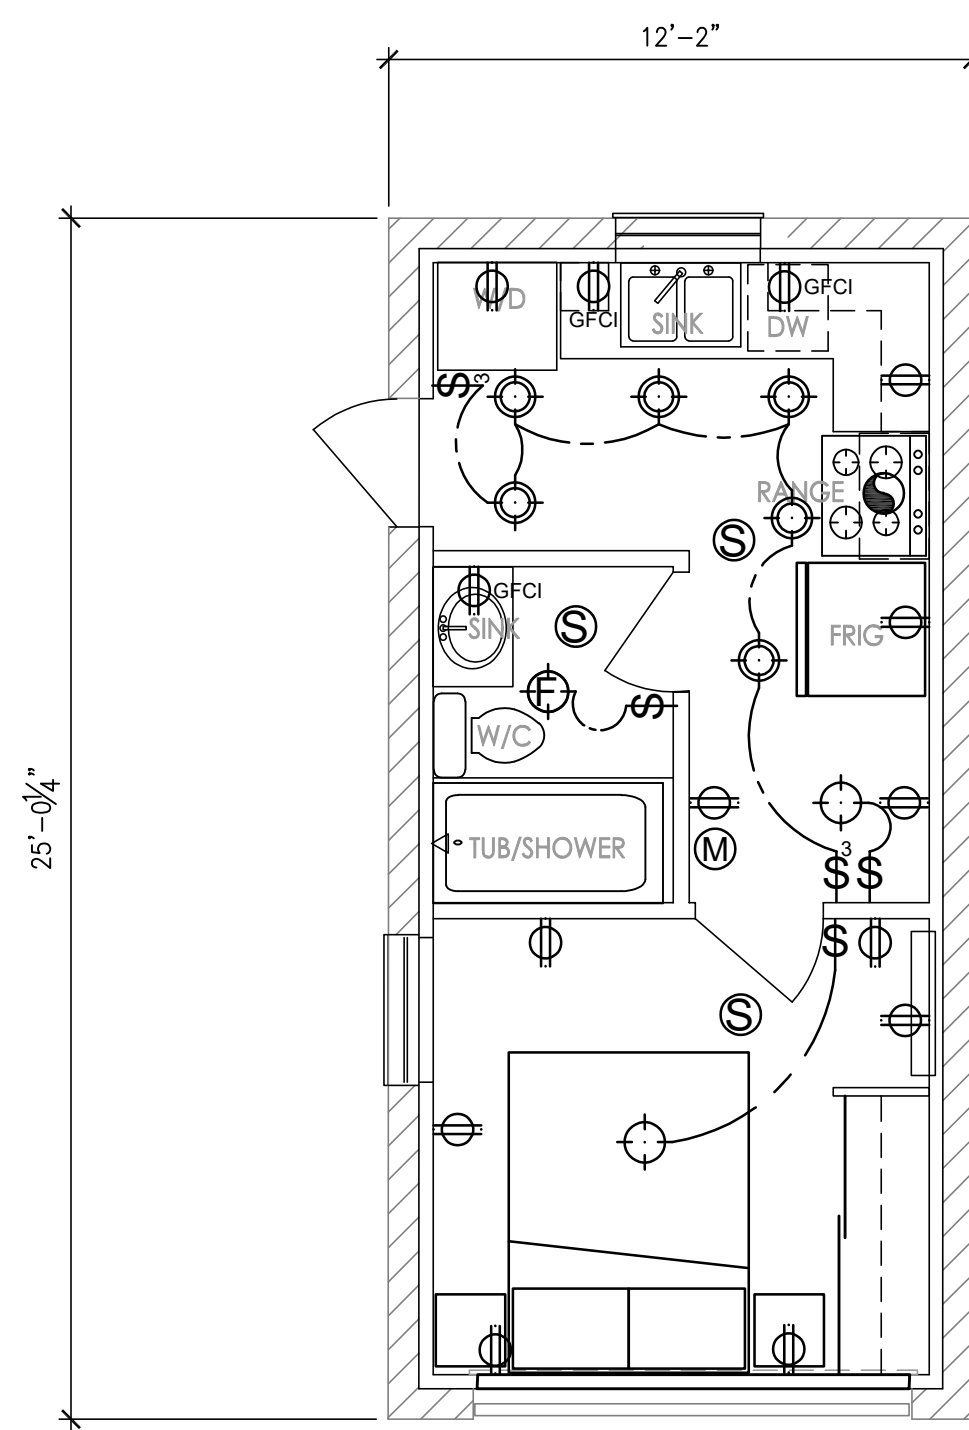 12'-2"
W/D
GFCI
SINK
GFCI
DW
S 3
RANGE
S
GFCI
SINK
S
FRIG
F
S
W/C
25'-0¼"
3
M
TUB/SHOWER
S S
S
S